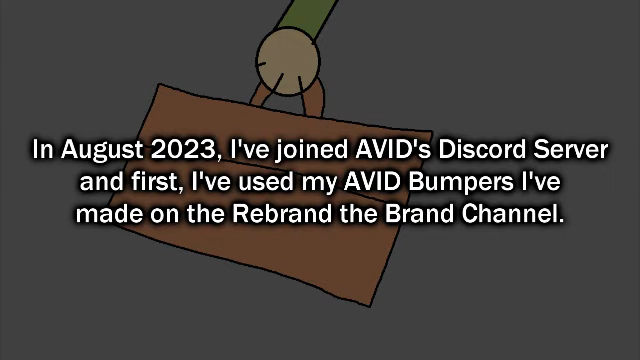 In August 2023, I've joined AVID's Discord Server
and first, I've used my AVID Bumpers I've
made on the Rebrand the Brand Channel.